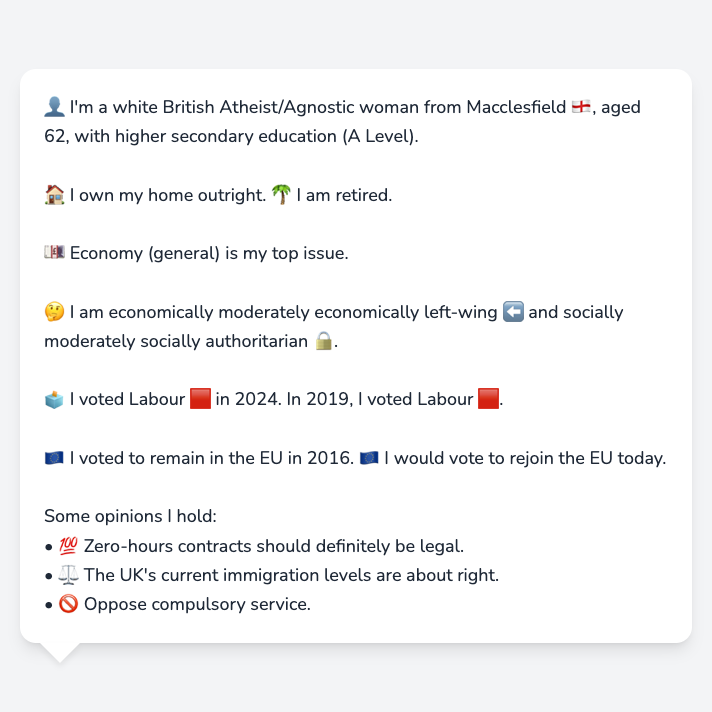 👤 I'm a white British Atheist/Agnostic woman from Macclesfield 🏴󠁧󠁢󠁥󠁮󠁧󠁿, aged
62, with higher secondary education (A Level).
🏠 I own my home outright. 🌴 I am retired.
💷 Economy (general) is my top issue.
🤔 I am economically moderately economically left-wing ⬅️ and socially
moderately socially authoritarian 🔒.
🗳️ I voted Labour 🟥 in 2024. In 2019, I voted Labour 🟥.
🇪🇺 I voted to remain in the EU in 2016. 🇪🇺 I would vote to rejoin the EU today.
Some opinions I hold:
• 💯 Zero-hours contracts should definitely be legal.
• ⚖️ The UK's current immigration levels are about right.
• 🚫 Oppose compulsory service.